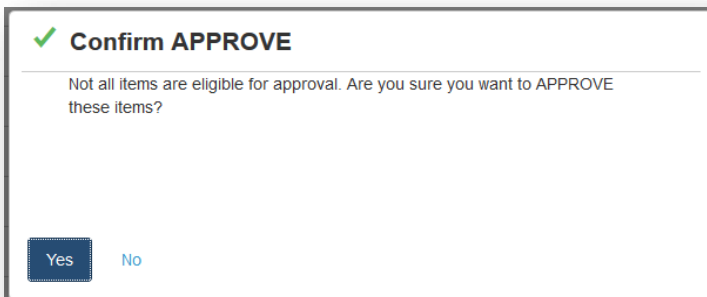 Confirm APPROVE
Not all items are eligible for approval. Are you sure you want to APPROVE
these items?
Yes No